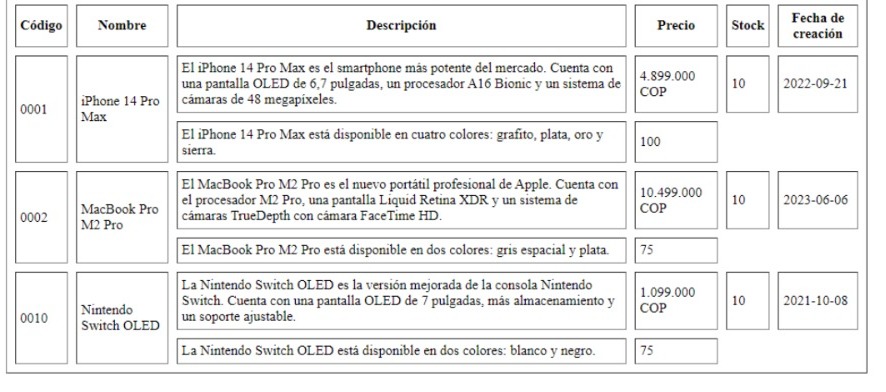 Código Nombre Descripción Precio Stock Fecha de
creación
0001
iPhone 14 Pro
Max
El iPhone 14 Pro Max es el smartphone más potente del mercado. Cuenta con
una pantalla OLED de 6,7 pulgadas, un procesador A16 Bionic y un sistema de
cámaras de 48 megapíxeles.
4.899.000
COP
10
2022-09-21
El iPhone 14 Pro Max está disponible en cuatro colores: grafito, plata, oro y
sierra.
100
0002
MacBook Pro
M2 Pro
El MacBook Pro M2 Pro es el nuevo portátil profesional de Apple. Cuenta con
el procesador M2 Pro, una pantalla Liquid Retina XDR y un sistema de
cámaras TrueDepth con cámara FaceTime HD.
10.499.000
COP
10
2023-06-06
El MacBook Pro M2 Pro está disponible en dos colores: gris espacial y plata.
75
0010
Nintendo
Switch OLED
La Nintendo Switch OLED es la versión mejorada de la consola Nintendo
Switch. Cuenta con una pantalla OLED de 7 pulgadas, más almacenamiento y
un soporte ajustable.
1.099.000
COP
10
2021-10-08
La Nintendo Switch OLED está disponible en dos colores: blanco y negro.
75